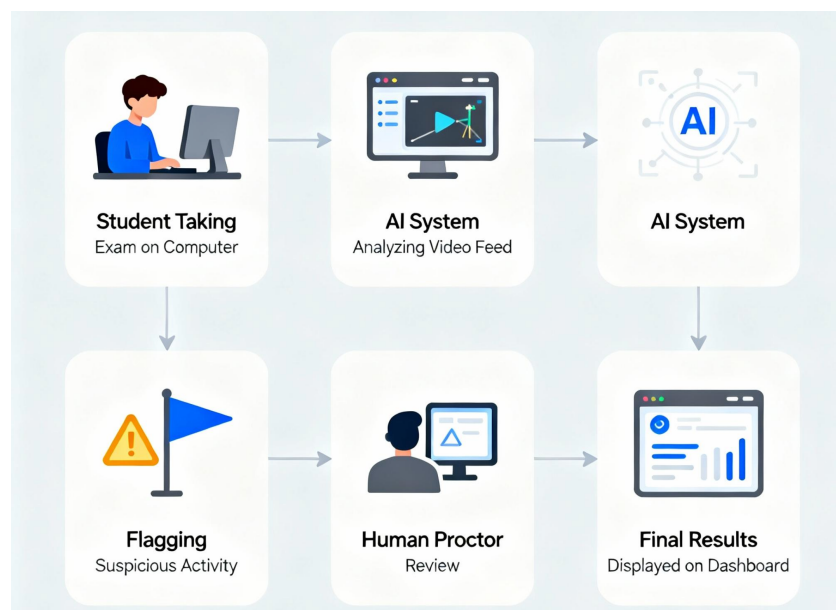 AI
Student Taking
Exam on Computer
AI System
Analyzing Video Feed
AI System
Flagging
Suspicious Activity
Human Proctor
Review
Final Results
Displayed on Dashboard